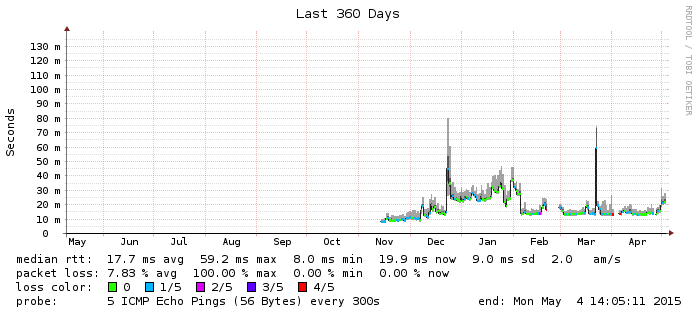 Last 360 Days
RRDTOOL / TOBI OETIKER
Seconds
130 m
120 m
110 m
100 m
90 m
80 m
70 m
60 m
50 m
40 m
30 m
20 m
10 m
0
May Jun Jul Aug Sep Oct Nov Dec Jan Feb Mar Apr
median rtt: 17.7 ms avg 59.2 ms max 8.0 ms min 19.9 ms now 9.0 ms sd 2.0 am/s
packet loss: 7.83 % avg 100.00 % max 0.00 % min 0.00 % now
loss color: 0 1/5 2/5 3/5 4/5
probe: 5 ICMP Echo Pings (56 Bytes) every 300s end: Mon May 4 14:05:11 2015